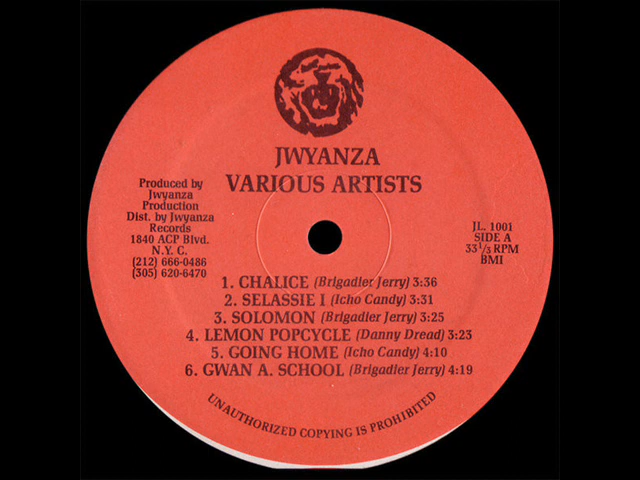 JWYANZA
VARIOUS ARTISTS
Produced by
Jwyanza
Production
Dist. by Jwyanza
Records
1840 ACP Blvd.
N.Y. C.
(212) 666-0486
(305) 620-6470
JL. 1001
SIDE A
33 1/3 RPM
BMI
1. CHALICE (Brigadier Jerry) 3:36
2. SELASSIE I (Icho Candy) 3:31
3. SOLOMON (Brigadier Jerry) 3:25
4. LEMON POPCYCLE (Danny Dread) 3:23
5. GOING HOME (Icho Candy) 4:10
6. GWAN A. SCHOOL (Brigadier Jerry) 4:19
UNAUTHORIZED COPYING IS PROHIBITED